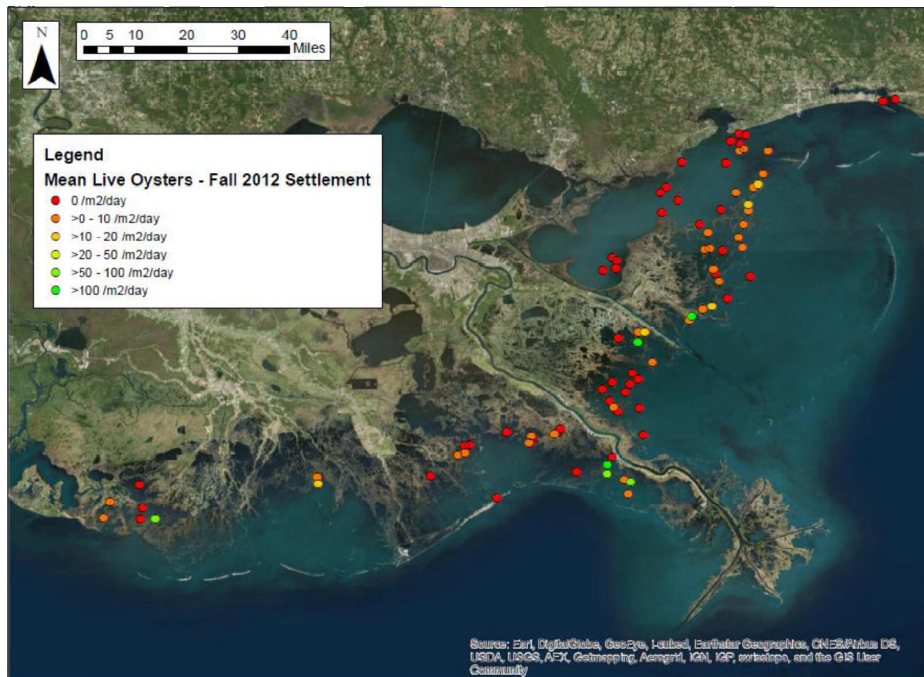 N
0 5 10 20 30 40
Miles
Legend
Mean Live Oysters - Fall 2012 Settlement
0 /m2/day
>0 - 10 /m2/day
>10 - 20 /m2/day
>20 - 50 /m2/day
>50 - 100 /m2/day
>100 /m2/day
Source: Esri, DigitalGlobe, GeoEye, i-cubed, Earthstar Geographics, CNES/Airbus DS,
USDA, USGS, AEX, Getmapping, Aerogrid, IGN, IGP, swisstopo, and the GIS User
Community